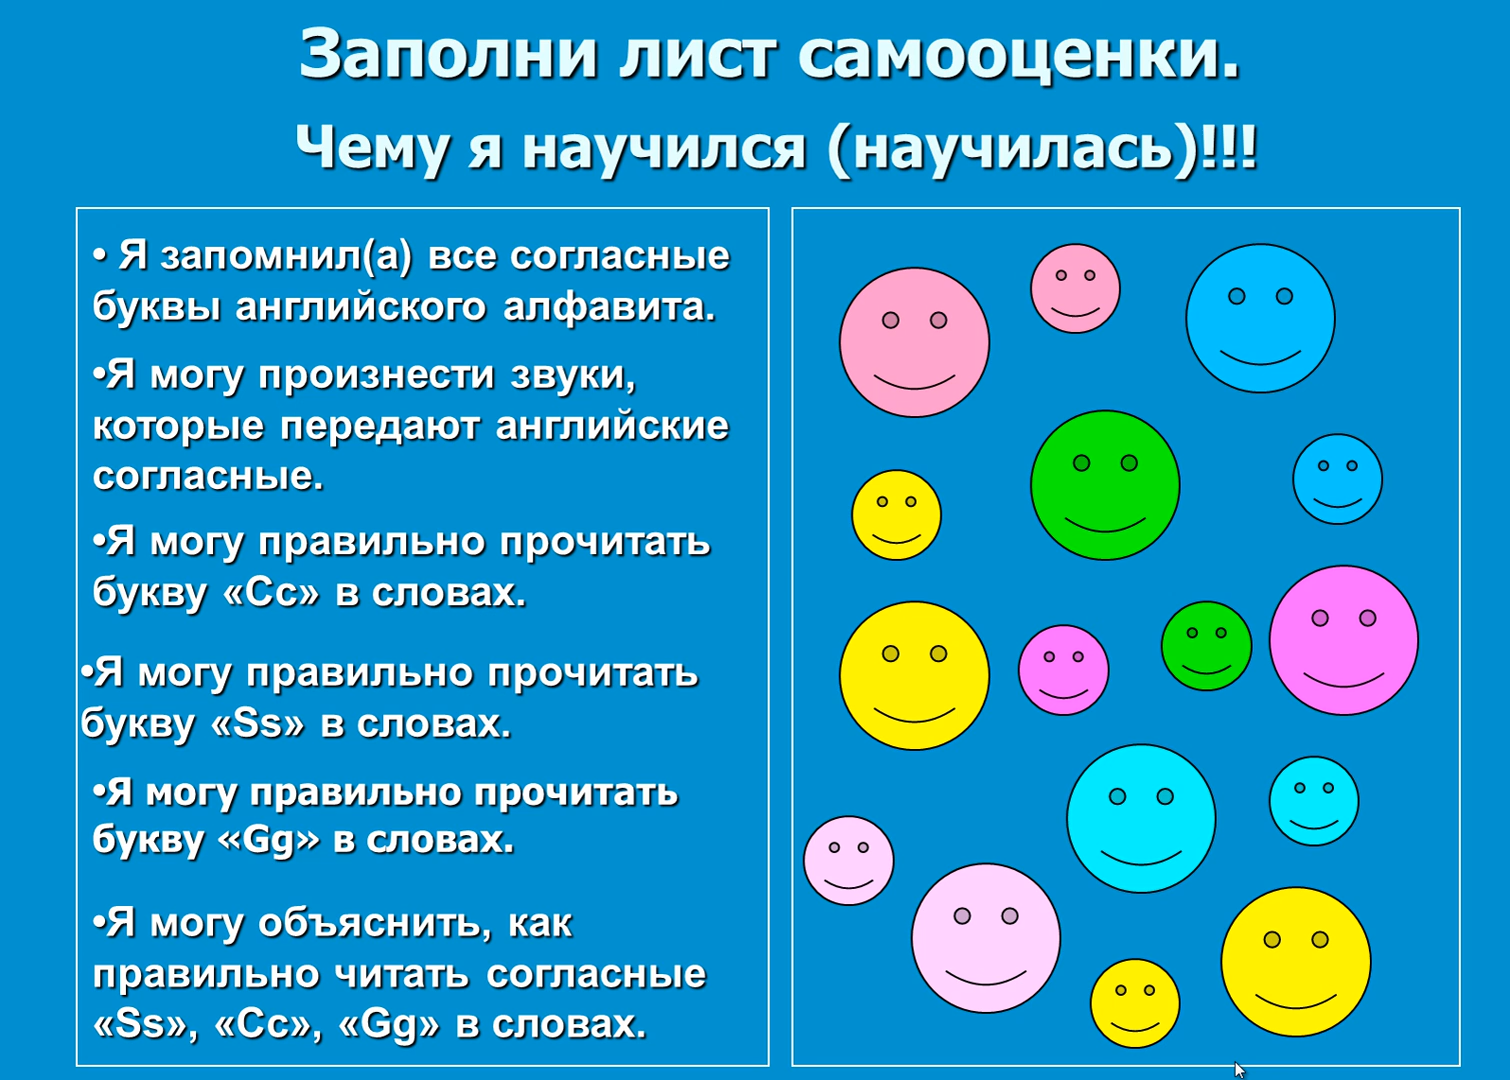 Заполни лист самооценки.
Чему я научился (научилась)!!!
• Я запомнил(а) все согласные
буквы английского алфавита.
•Я могу произнести звуки,
которые передают английские
согласные.
•Я могу правильно прочитать
букву «Cc» в словах.
•Я могу правильно прочитать
букву «Ss» в словах.
•Я могу правильно прочитать
букву «Gg» в словах.
•Я могу объяснить, как
правильно читать согласные
«Ss», «Cc», «Gg» в словах.